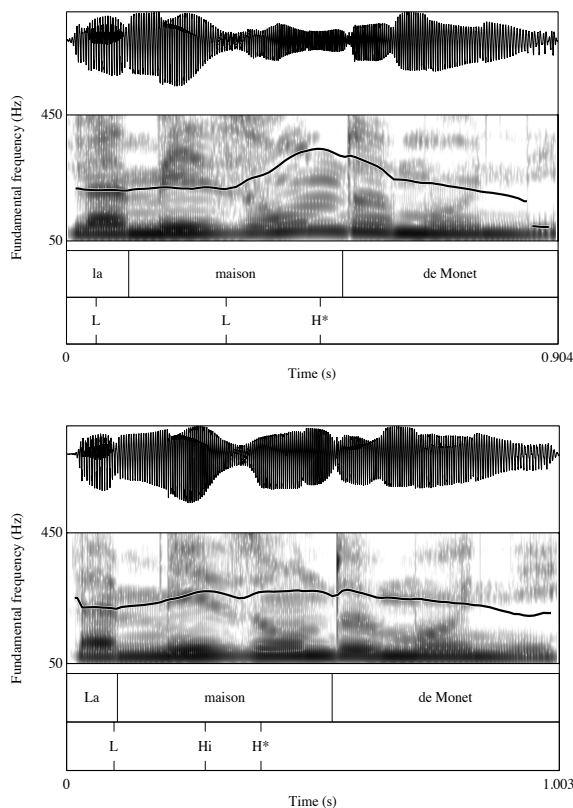 450
Fundamental frequency (Hz)
50
la maison de Monet
L L H*
0 0.904
Time (s)
450
Fundamental frequency (Hz)
50
La maison de Monet
L Hi H*
0 1.003
Time (s)